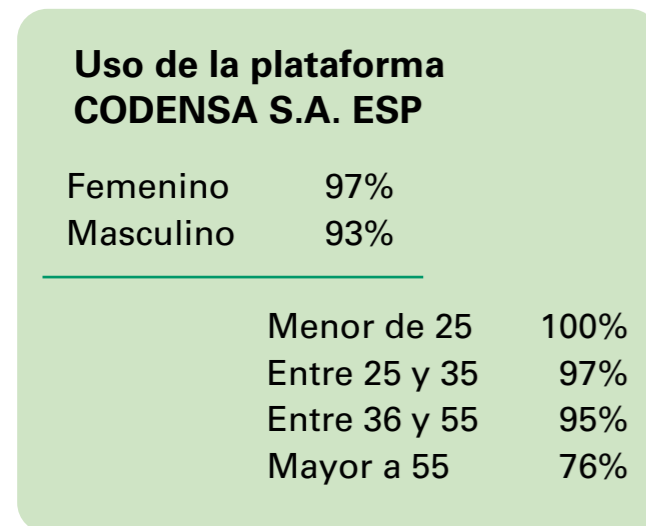 Uso de la plataforma
CODENSA S.A. ESP
Femenino 97%
Masculino 93%
Menor de 25 100%
Entre 25 y 35 97%
Entre 36 y 55 95%
Mayor a 55 76%